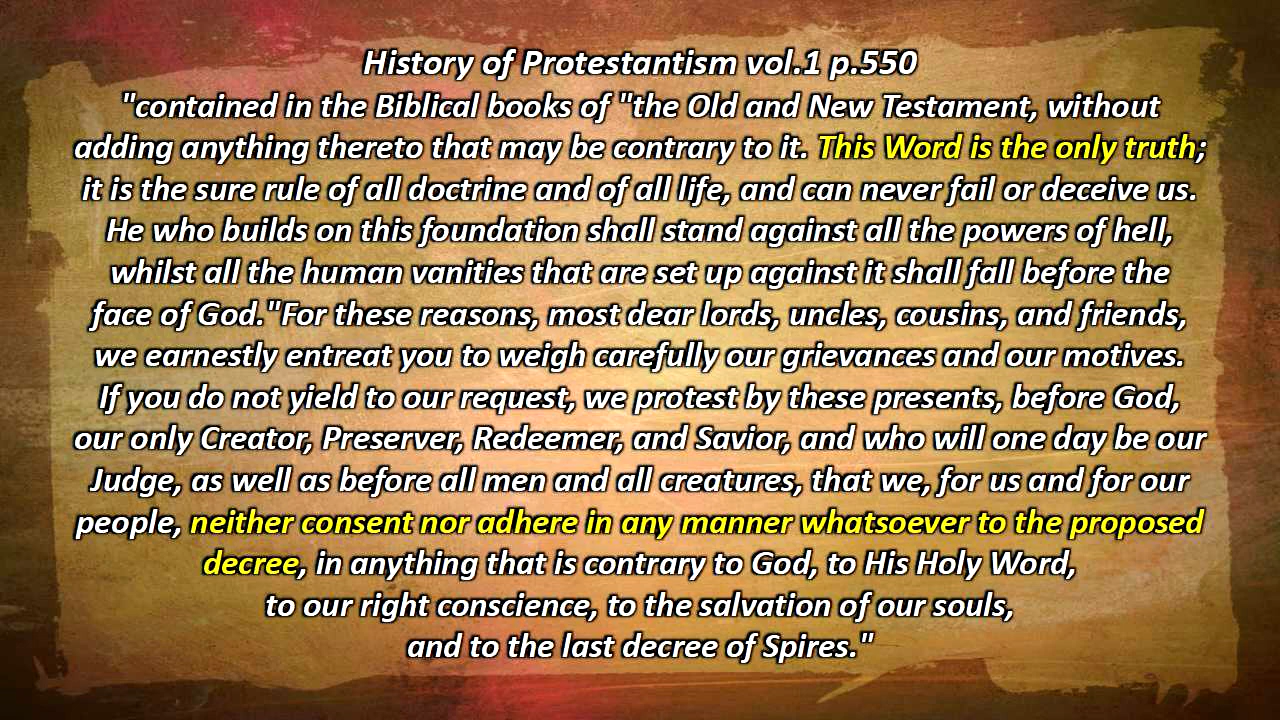 History of Protestantism vol.1 p.550
"contained in the Biblical books of "the Old and New Testament, without
adding anything thereto that may be contrary to it. This Word is the only truth;
it is the sure rule of all doctrine and of all life, and can never fail or deceive us.
He who builds on this foundation shall stand against all the powers of hell,
whilst all the human vanities that are set up against it shall fall before the
face of God."For these reasons, most dear lords, uncles, cousins, and friends,
we earnestly entreat you to weigh carefully our grievances and our motives.
If you do not yield to our request, we protest by these presents, before God,
our only Creator, Preserver, Redeemer, and Savior, and who will one day be our
Judge, as well as before all men and all creatures, that we, for us and for our
people, neither consent nor adhere in any manner whatsoever to the proposed
decree, in anything that is contrary to God, to His Holy Word,
to our right conscience, to the salvation of our souls,
and to the last decree of Spires."